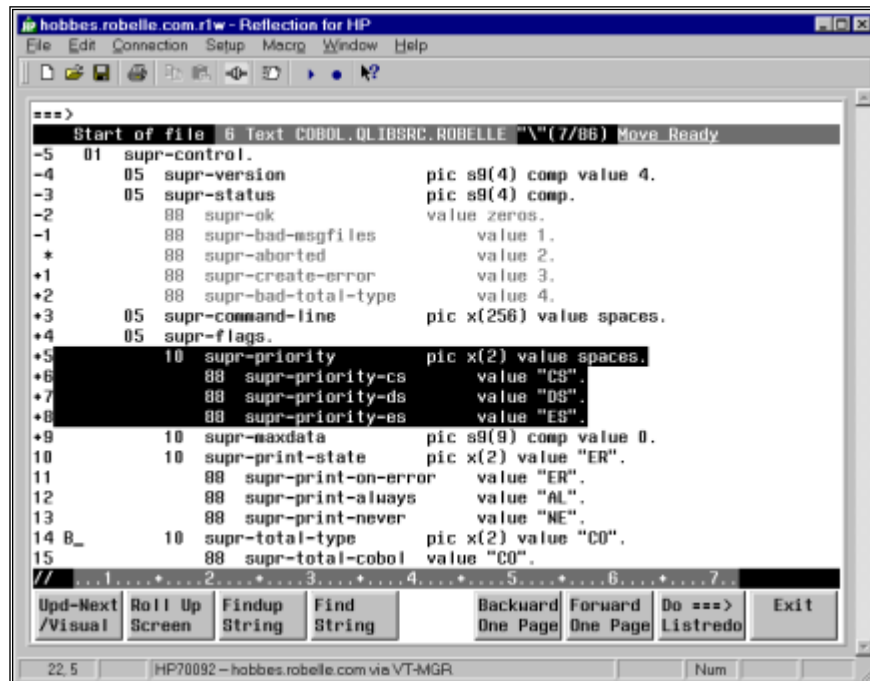 hobbes.robelle.com.r1w - Reflection for HP
File Edit Connection Setup Macro Window Help
===>
Start of file 6 Text COBOL.QLIBSRC.ROBELLE "\"(7/86) Move Ready
-5 01 supr-control.
-4 05 supr-version pic s9(4) comp value 4.
-3 05 supr-status pic s9(4) comp.
-2 88 supr-ok value zeros.
-1 88 supr-bad-msgfiles value 1.
* 88 supr-aborted value 2.
+1 88 supr-create-error value 3.
+2 88 supr-bad-total-type value 4.
+3 05 supr-command-line pic x(256) value spaces.
+4 05 supr-flags.
+5 10 supr-priority pic x(2) value spaces.
+6 88 supr-priority-cs value "CS".
+7 88 supr-priority-ds value "DS".
+8 88 supr-priority-es value "ES".
+9 10 supr-maxdata pic s9(9) comp value 0.
10 10 supr-print-state pic x(2) value "ER".
11 88 supr-print-on-error value "ER".
12 88 supr-print-always value "AL".
13 88 supr-print-never value "NE".
14 B_ 10 supr-total-type pic x(2) value "CO".
15 88 supr-total-cobol value "CO".
// ...1....+....2....+....3....+....4....+....5....+....6....+....7..
Upd-Next /Visual Roll Up Screen Findup String Find String Backward One Page Forward One Page Do ===> Listredo Exit
22, 5 HP70092 -- hobbes.robelle.com via VT-MGR Num